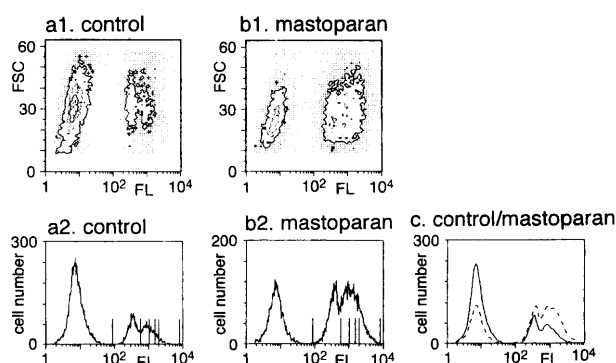 a1. control
b1. mastoparan
60
FSC
30
0
1
10²
FL
10⁴
60
FSC
30
0
1
10²
FL
10⁴
a2. control
b2. mastoparan
c. control/mastoparan
300
cell number
0
1
10²
FL
10⁴
200
cell number
0
1
10²
FL
10⁴
300
cell number
0
1
10²
FL
10⁴